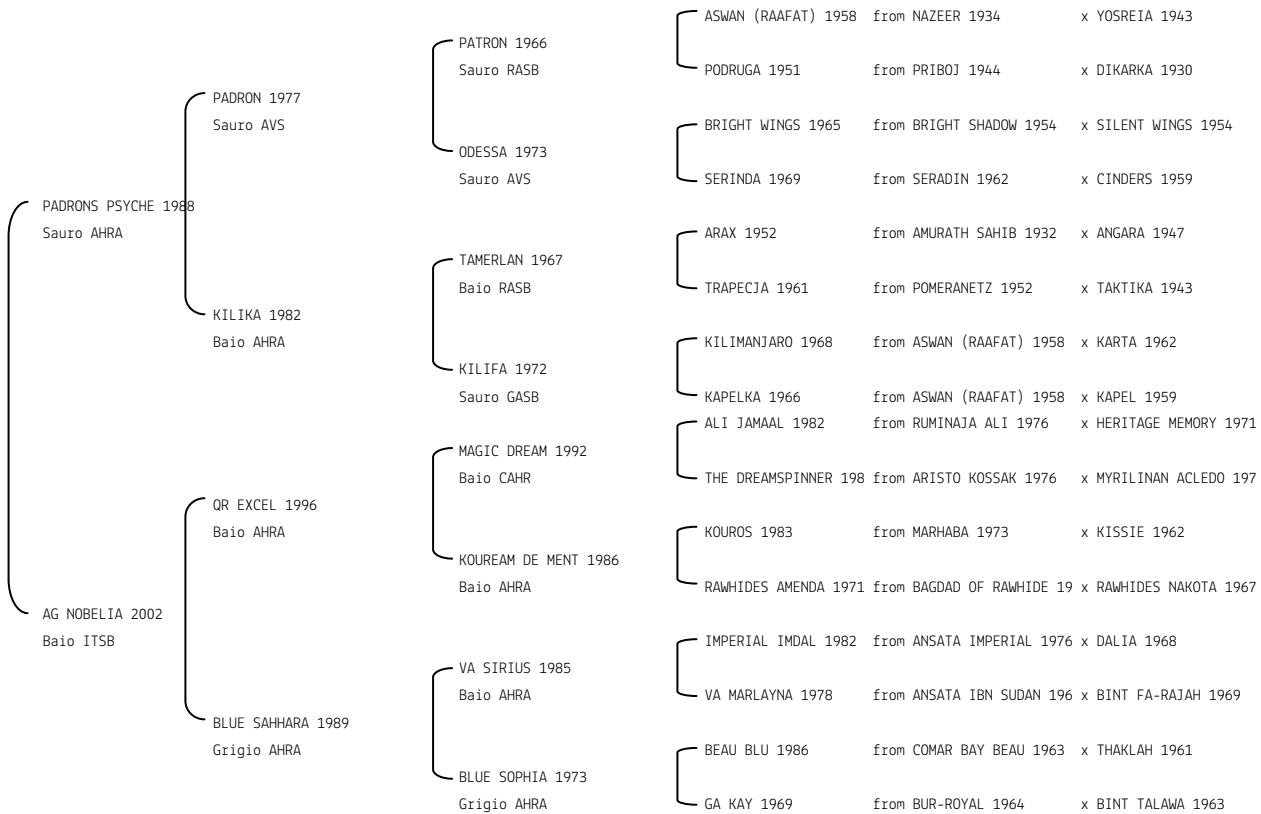 ASWAN (RAAFAT) 1958 from NAZEER 1934 x YOSREIA 1943
PATRON 1966
Sauro RASB
PODRUGA 1951 from PRIBOJ 1944 x DIKARKA 1930
PADRON 1977
Sauro AVS
BRIGHT WINGS 1965 from BRIGHT SHADOW 1954 x SILENT WINGS 1954
ODESSA 1973
Sauro AVS
SERINDA 1969 from SERADIN 1962 x CINDERS 1959
PADRONS PSYCHE 1988
Sauro AHRA
ARAX 1952 from AMURATH SAHIB 1932 x ANGARA 1947
TAMERLAN 1967
Baio RASB
TRAPECJA 1961 from POMERANETZ 1952 x TAKTIKA 1943
KILIKA 1982
Baio AHRA
KILIMANJARO 1968 from ASWAN (RAAFAT) 1958 x KARTA 1962
KILIFA 1972
Sauro GASB
KAPELKA 1966 from ASWAN (RAAFAT) 1958 x KAPEL 1959
ALI JAMAAL 1982 from RUMINAJA ALI 1976 x HERITAGE MEMORY 1971
MAGIC DREAM 1992
Baio CAHR
THE DREAMSPINNER 198 from ARISTO KOSSAK 1976 x MYRILINAN ACLEDO 197
QR EXCEL 1996
Baio AHRA
KOUROS 1983 from MARHABA 1973 x KISSIE 1962
KOUREAM DE MENT 1986
Baio AHRA
RAWHIDES AMENDA 1971 from BAGDAD OF RAWHIDE 19 x RAWHIDES NAKOTA 1967
AG NOBELIA 2002
Baio ITSB
IMPERIAL IMDAL 1982 from ANSATA IMPERIAL 1976 x DALIA 1968
VA SIRIUS 1985
Baio AHRA
VA MARLAYNA 1978 from ANSATA IBN SUDAN 196 x BINT FA-RAJAH 1969
BLUE SAHHARA 1989
Grigio AHRA
BEAU BLU 1986 from COMAR BAY BEAU 1963 x THAKLAH 1961
BLUE SOPHIA 1973
Grigio AHRA
GA KAY 1969 from BUR-ROYAL 1964 x BINT TALAWA 1963